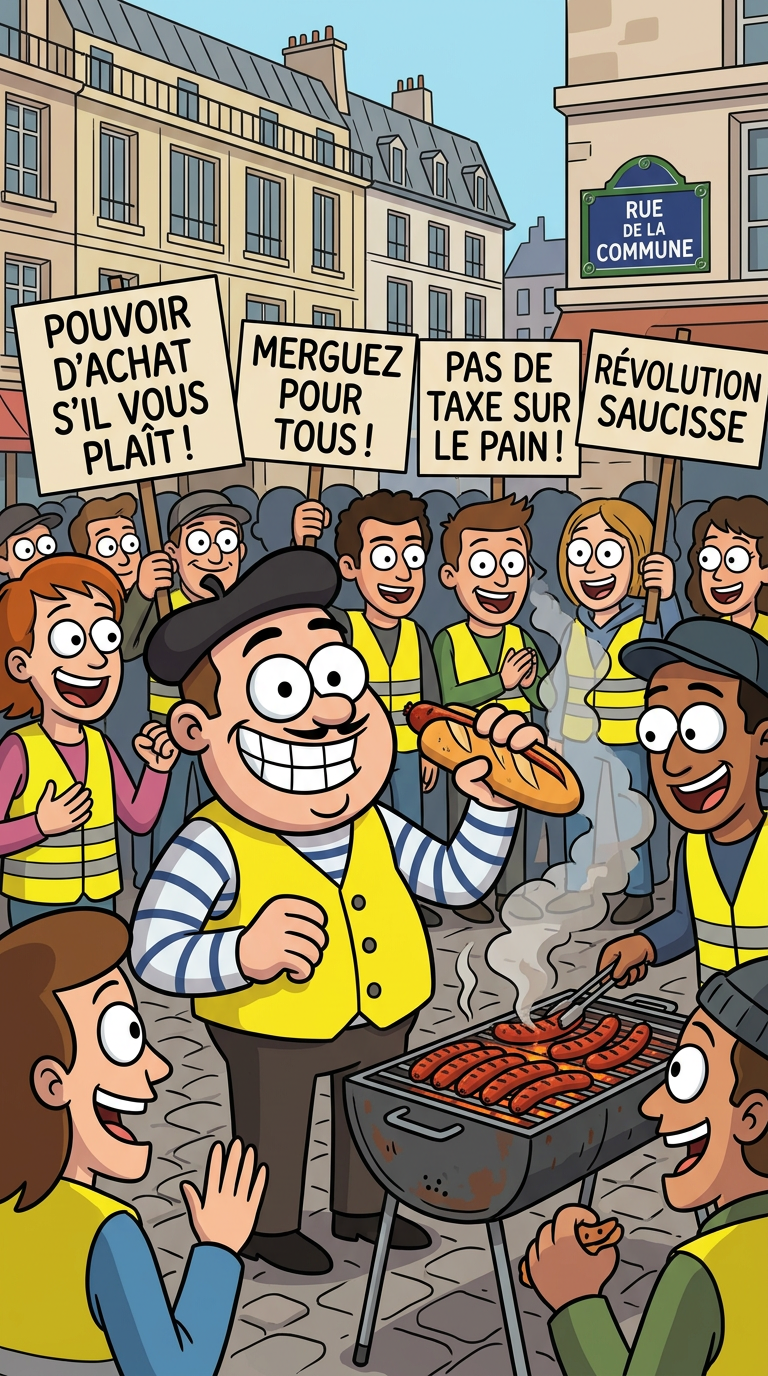 RUE
DE LA
COMMUNE
POUVOIR
D'ACHAT
S'IL VOUS
PLAÎT !
MERGUEZ
POUR
TOUS !
PAS DE
TAXE SUR
LE PAIN !
RÉVOLUTION
SAUCISSE